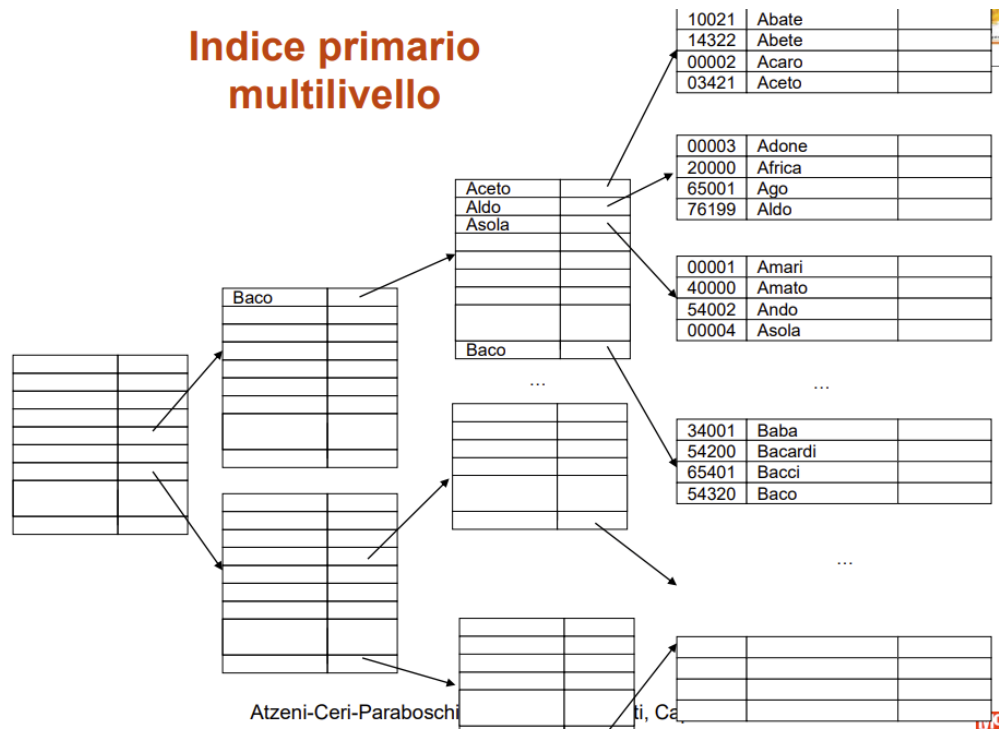 Indice primario
multilivello
10021 Abate
14322 Abete
00002 Acaro
03421 Aceto
00003 Adone
20000 Africa
65001 Ago
76199 Aldo
Aceto
Aldo
Asola
Baco
00001 Amari
40000 Amato
54002 Ando
00004 Asola
Baco
...
...
34001 Baba
54200 Bacardi
65401 Bacci
54320 Baco
...
Atzeni-Ceri-Paraboschi